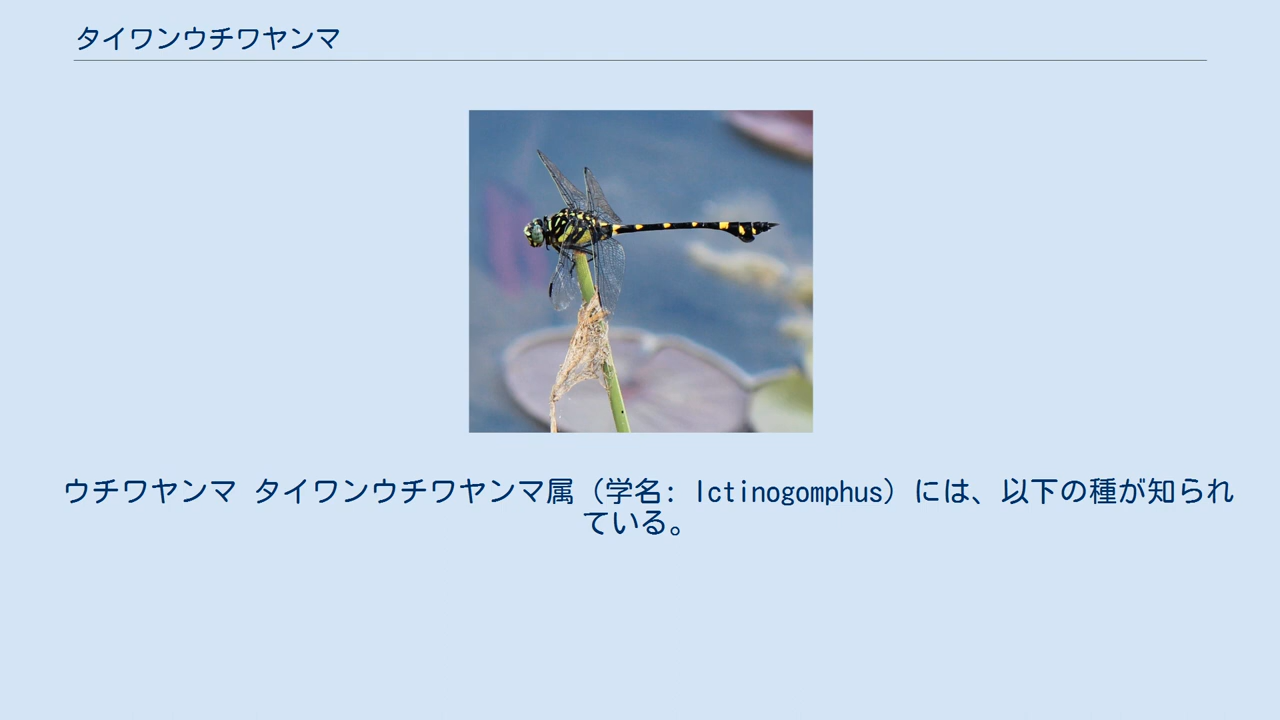 タイワンウチワヤンマ
ウチワヤンマ タイワンウチワヤンマ属（学名: Ictinogomphus）には、以下の種が知られ
ている。